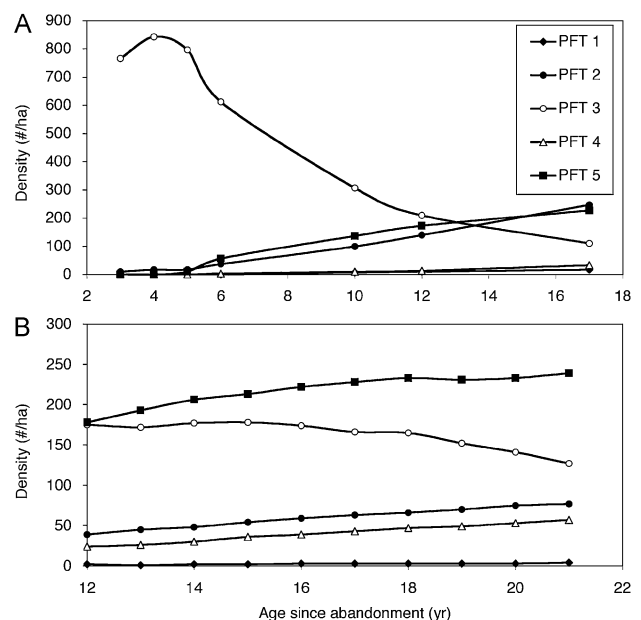 A
900
800
700
600
500
400
300
200
100
0
Density (#/ha)
PFT 1
PFT 2
PFT 3
PFT 4
PFT 5
2 4 6 8 10 12 14 16 18
B
300
250
200
150
100
50
0
Density (#/ha)
12 14 16 18 20 22
Age since abandonment (yr)